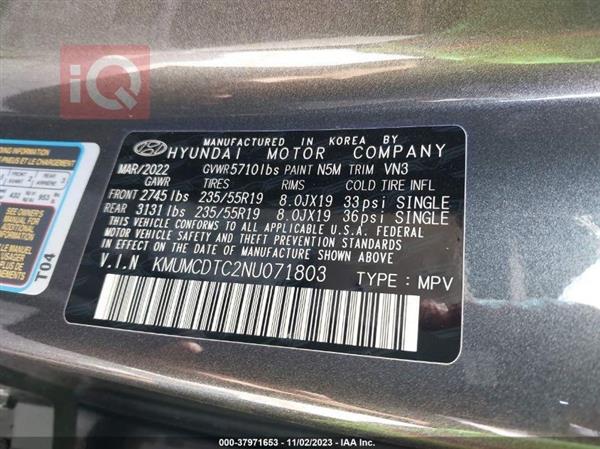 iQ
MANUFACTURED IN KOREA BY
HYUNDAI MOTOR COMPANY
MAR/2022 GVWR5710lbs PAINT N5M TRIM VN3
GAWR TIRES RIMS COLD TIRE INFL
FRONT 2745lbs 235/55R19 8.0JX19 33psi SINGLE
REAR 3131lbs 235/55R19 8.0JX19 36psi SINGLE
THIS VEHICLE CONFORMS TO ALL APPLICABLE U.S.A. FEDERAL
MOTOR VEHICLE SAFETY AND THEFT PREVENTION STANDARDS
IN EFFECT ON THE DATE OF MANUFACTURE SHOWN ABOVE.
V.I.N KMUMCDTC2NU071803 TYPE: MPV
T04
000-37971653 - 11/02/2023 - IAA Inc.